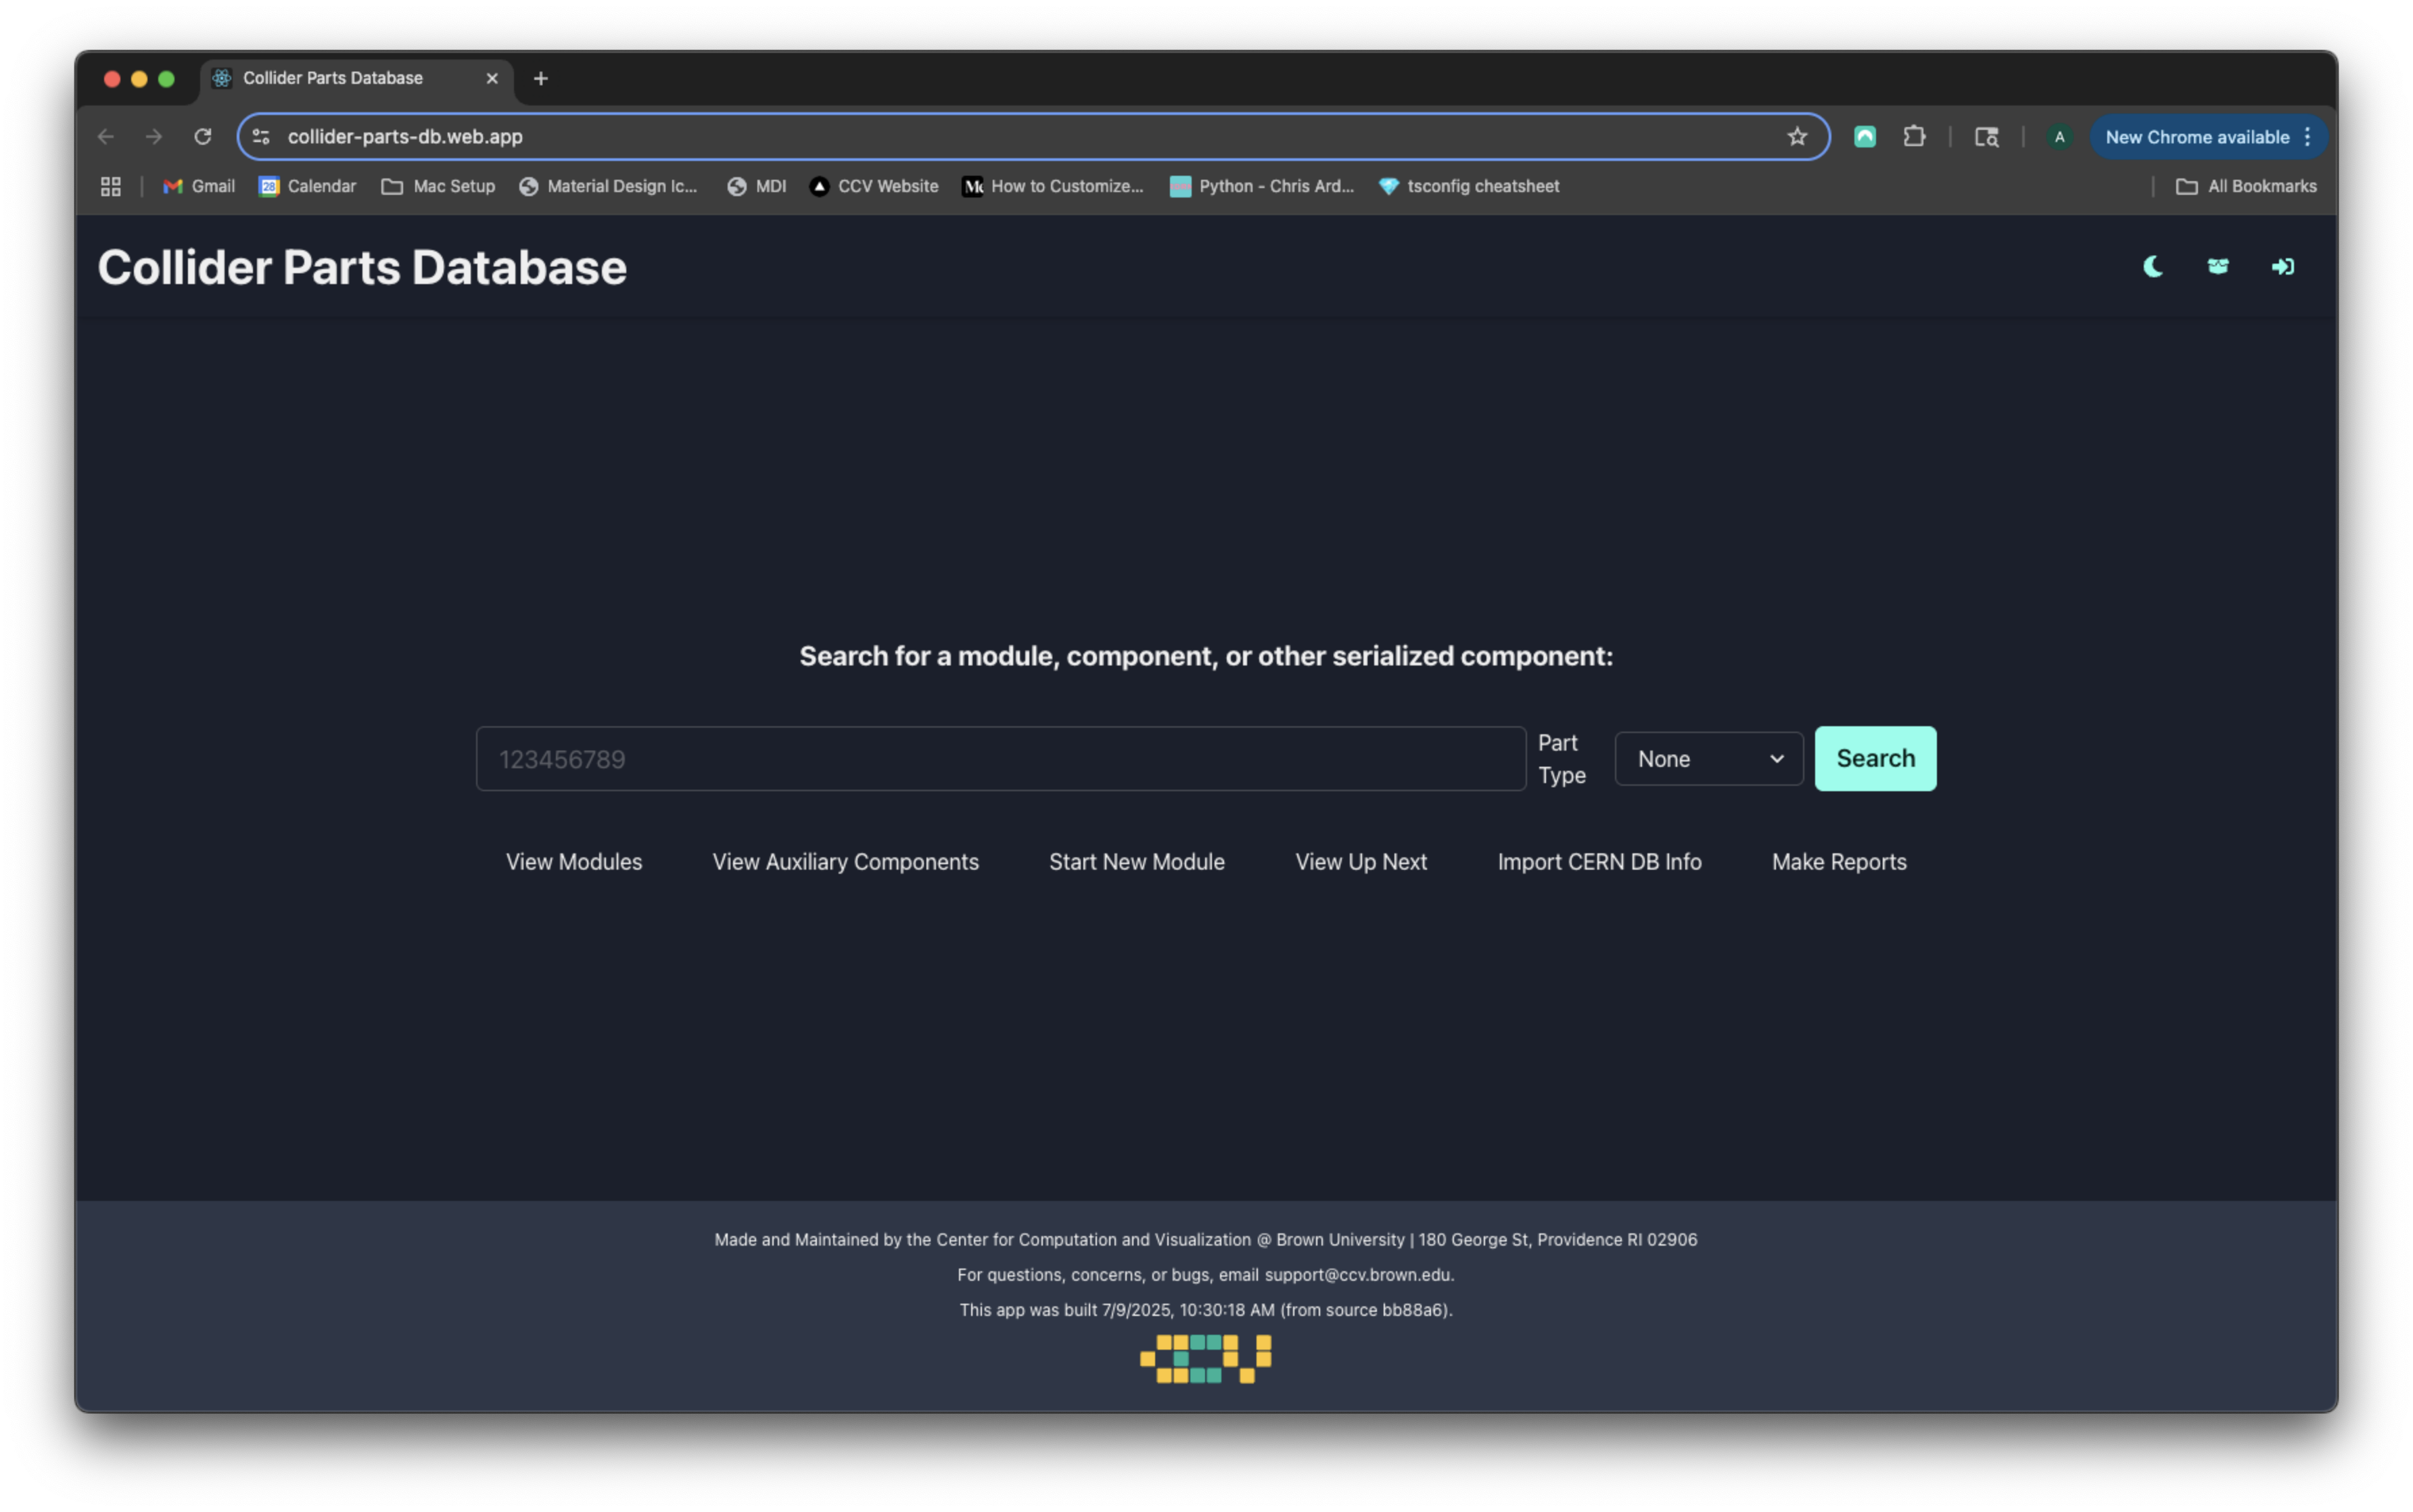 Collider Parts Database
collider-parts-db.web.app
A
New Chrome available
Gmail
28
Calendar
Mac Setup
Material Design Ic...
MDI
CCV Website
How to Customize...
Python - Chris Ard...
tsconfig cheatsheet
All Bookmarks
Collider Parts Database
Search for a module, component, or other serialized component:
123456789
Part
Type
None
Search
View Modules
View Auxiliary Components
Start New Module
View Up Next
Import CERN DB Info
Make Reports
Made and Maintained by the Center for Computation and Visualization @ Brown University | 180 George St, Providence RI 02906
For questions, concerns, or bugs, email support@ccv.brown.edu.
This app was built 7/9/2025, 10:30:18 AM (from source bb88a6).
CCV